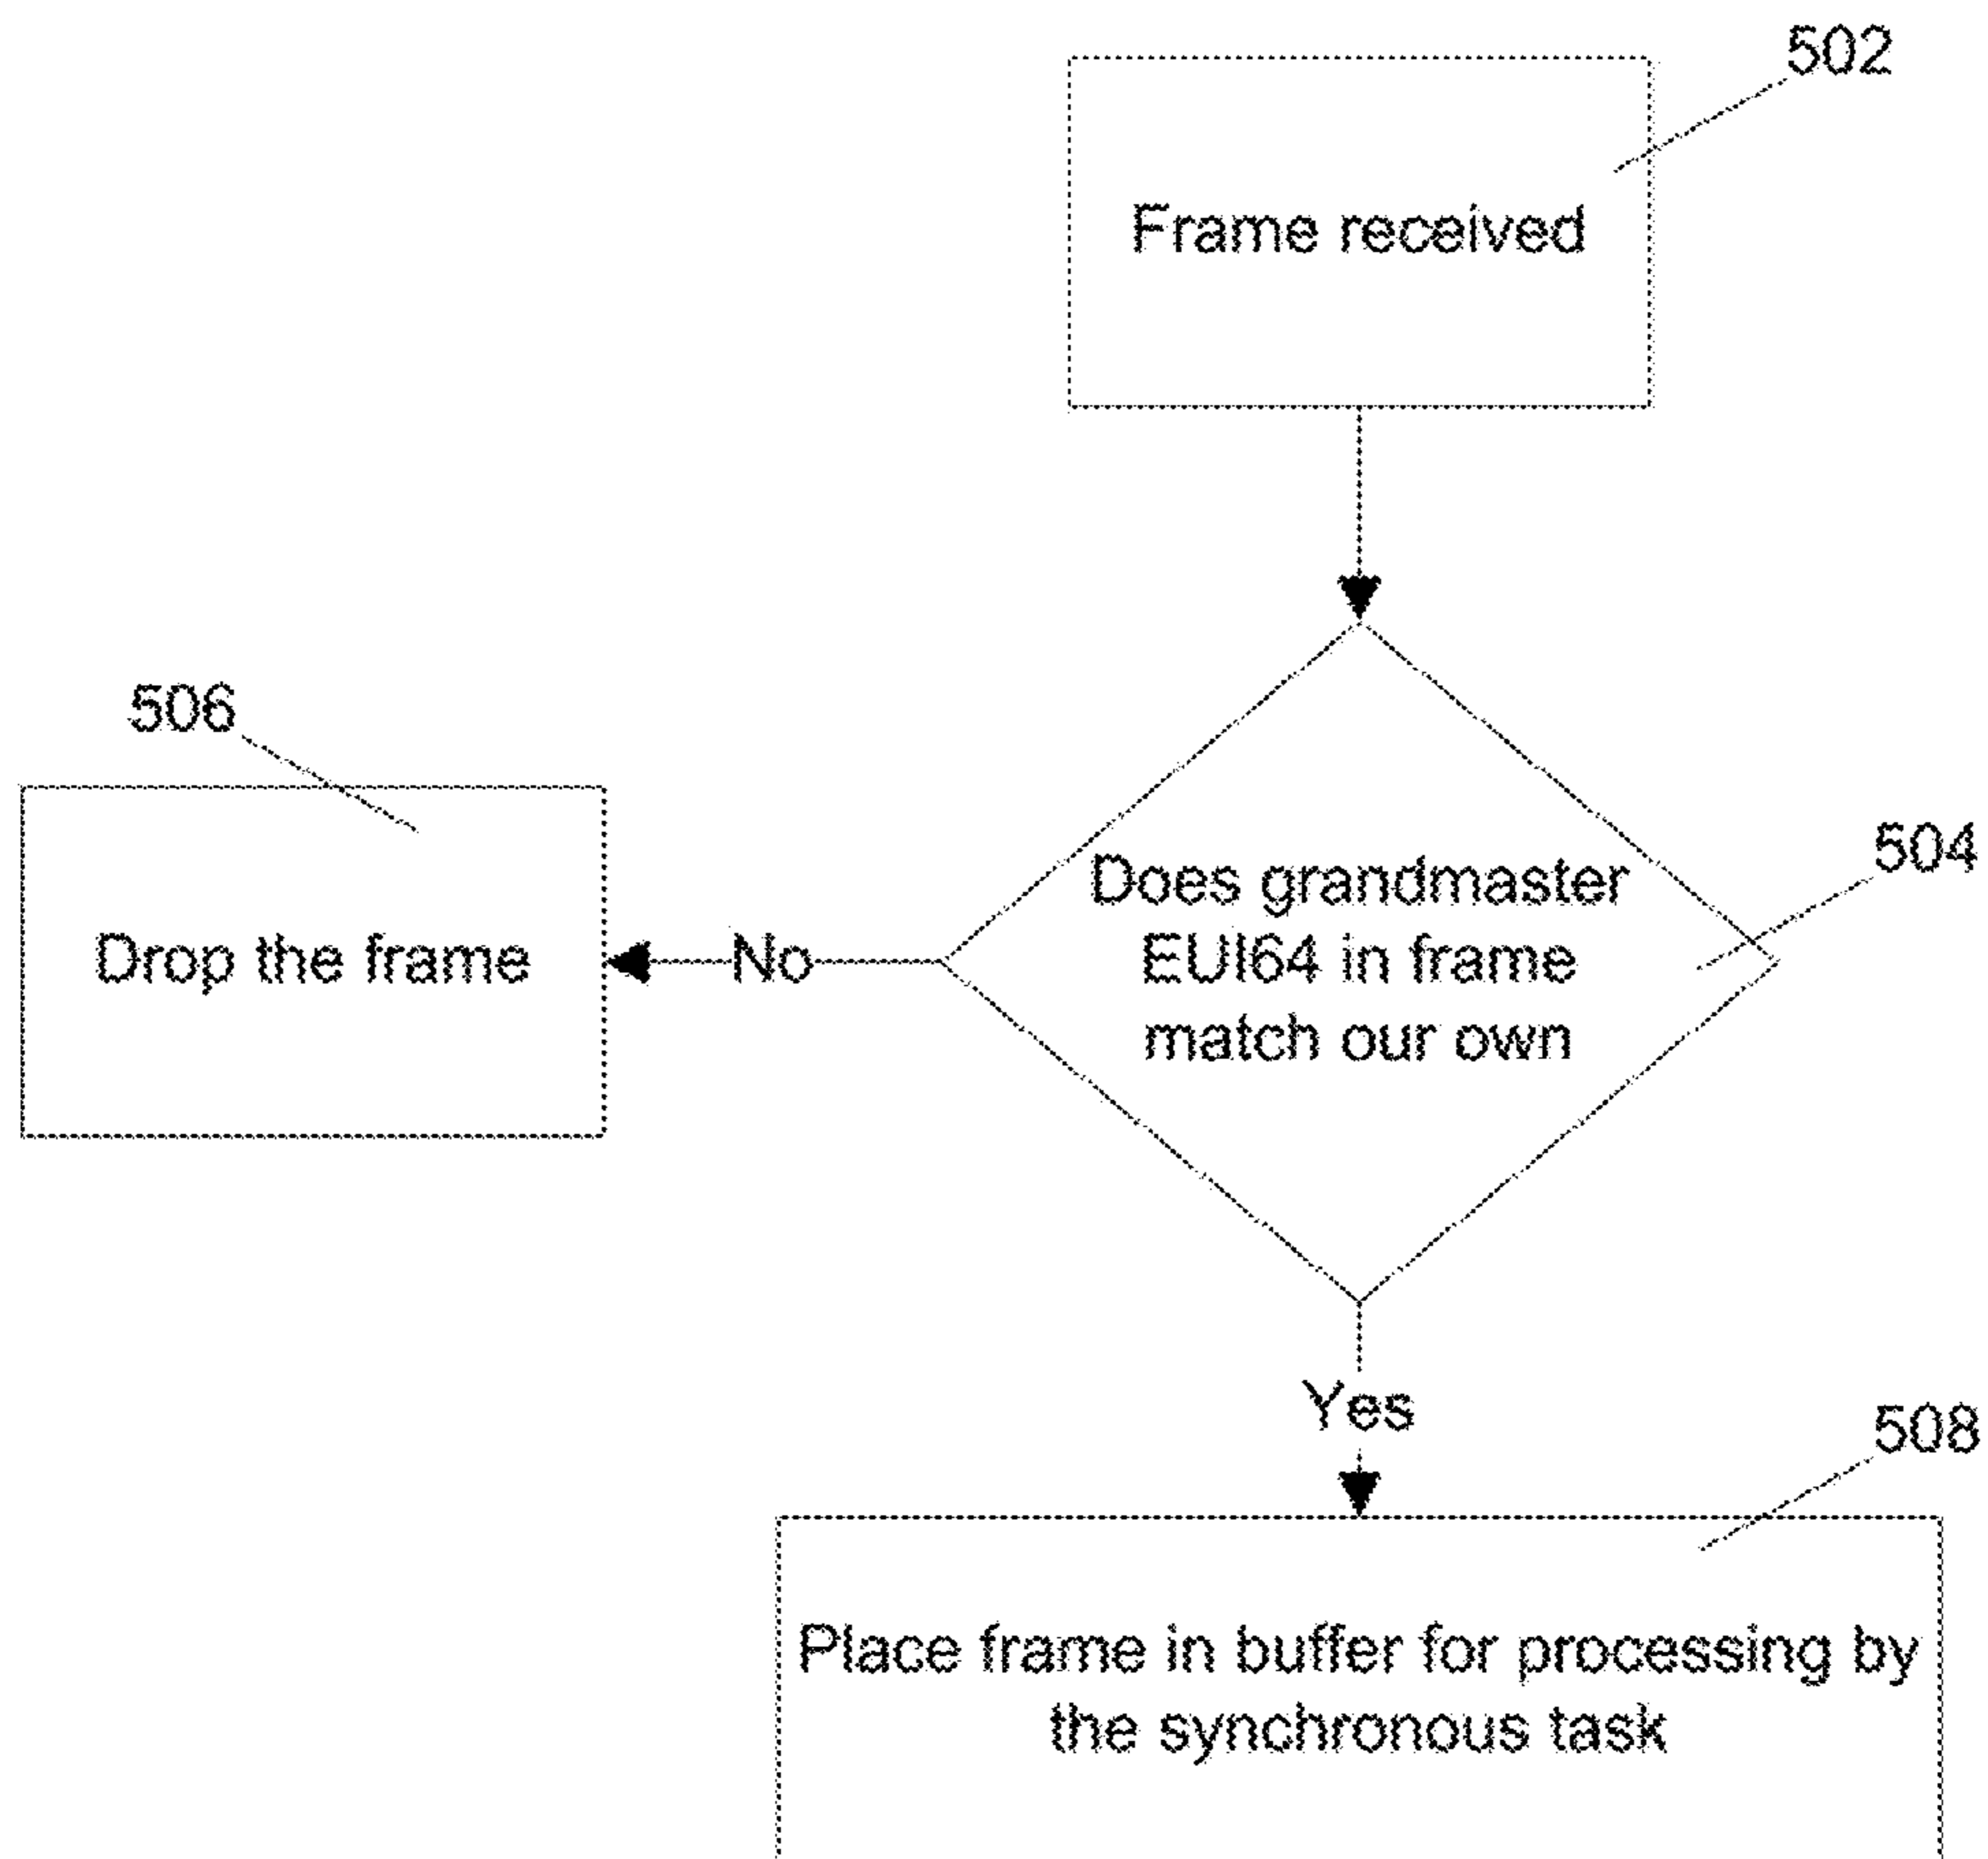 502
Frame received
506
504
Does grandmaster
EUI64 in frame
match our own
No
Drop the frame
Yes
508
Place frame in buffer for processing by
the synchronous task